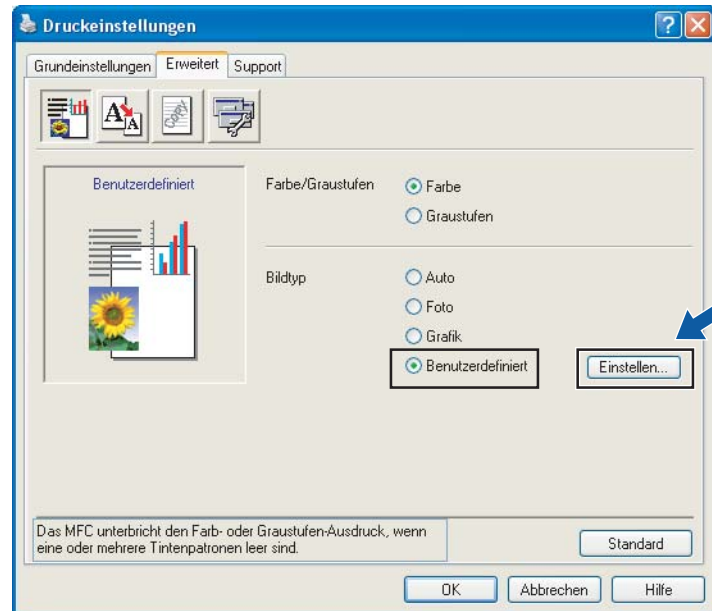 Druckeinstellungen
Grundeinstellungen Erweitert Support
A A Copy
Benutzerdefiniert
Farbe/Graustufen
Farbe
Graustufen
Bildtyp
Auto
Foto
Grafik
Benutzerdefiniert
Einstellen...
Das MFC unterbricht den Farb- oder Graustufen-Ausdruck, wenn
eine oder mehrere Tintenpatronen leer sind.
Standard
OK Abbrechen Hilfe